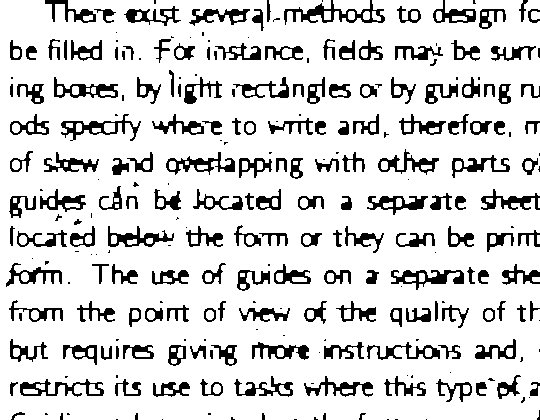 There exist several methods to design fo
be filled in. For instance, fields may be surro
ing boxes, by light rectangles or by guiding ru
ods specify where to write and, therefore, m
of skew and overlapping with other parts of
guides can be located on a separate sheet
located below the form or they can be print
form. The use of guides on a separate she
from the point of view of the quality of th
but requires giving more instructions and,
restricts its use to tasks where this type of a